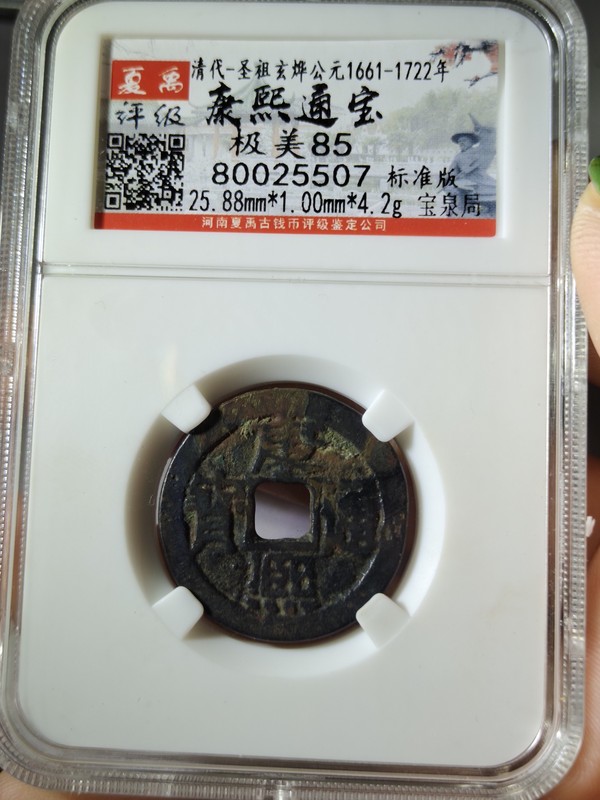 夏禹
评级
清代-圣祖玄烨公元1661-1722年
康熙通宝
极美85
80025507 标准版
25.88mm*1.00mm*4.2g 宝泉局
河南夏禹古钱币评级鉴定公司
康熙通寶